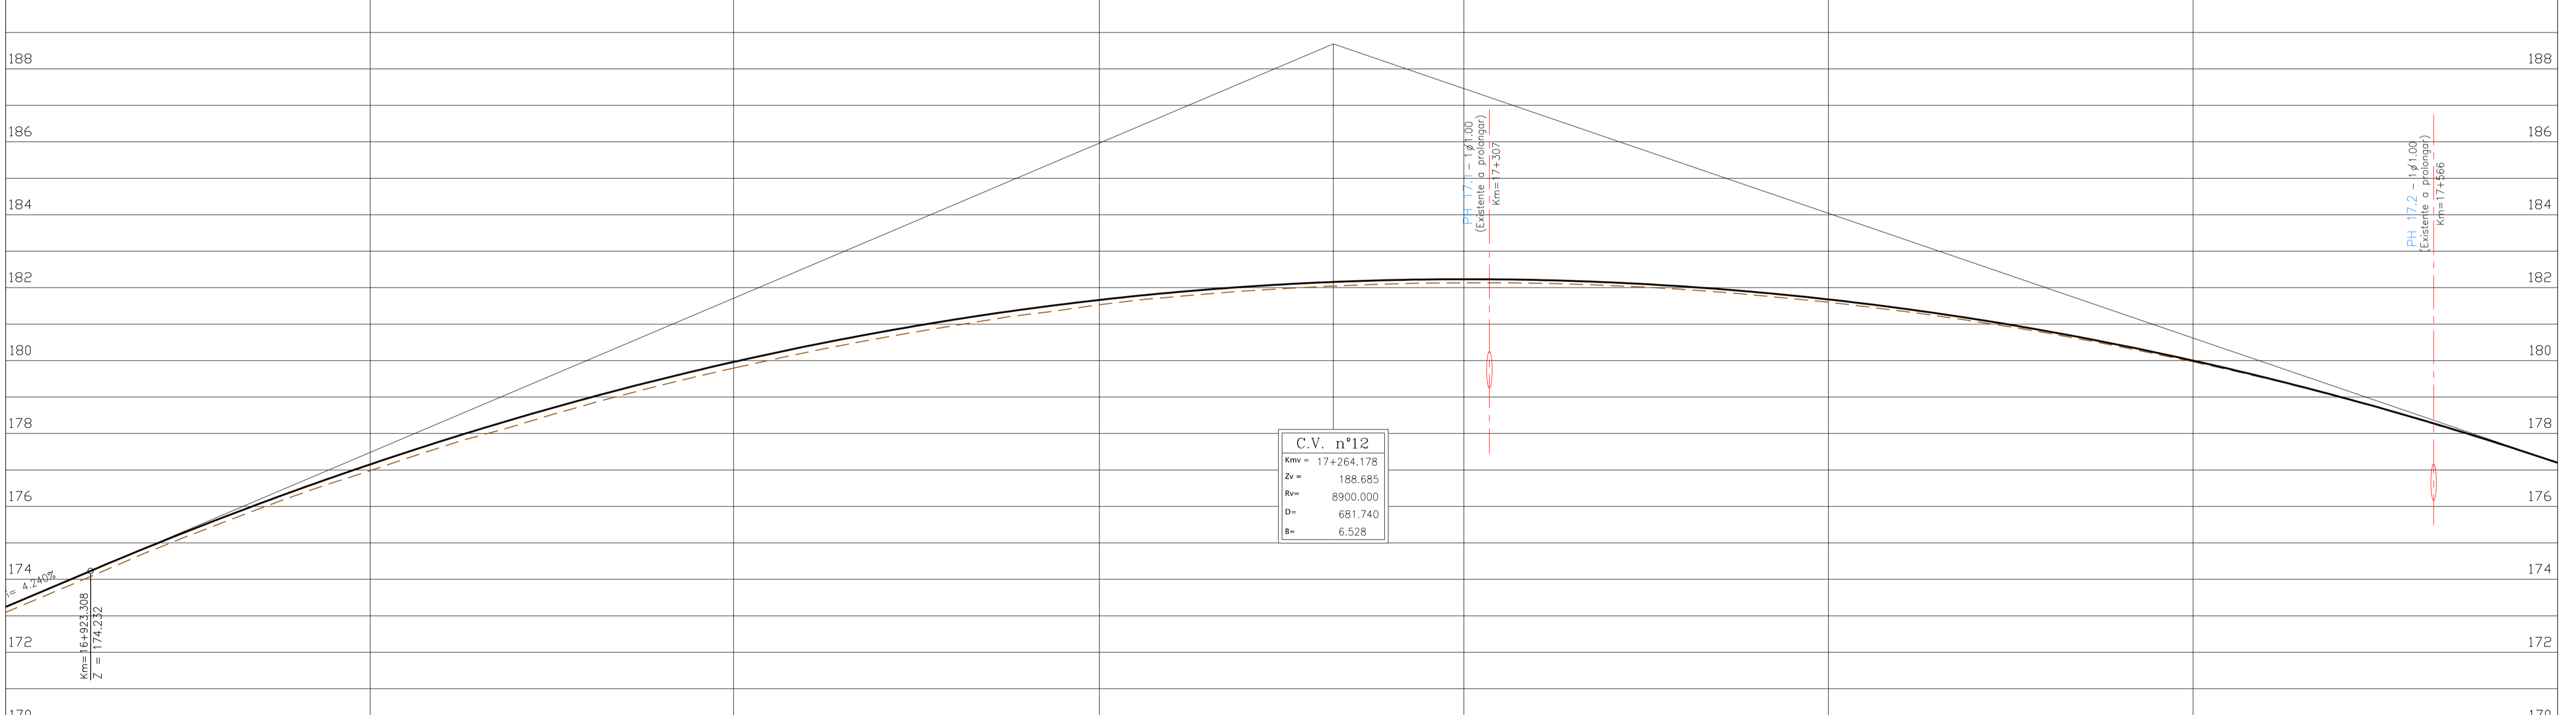 188
188
186
186
184
184
182
182
180
180
178
178
176
176
174
174
172
172
170
170
i= 4.240%
Km=16+923.308
Z = 174.232
C.V. nº12
Kmv = 17+264.178
Zv = 188.685
Rv= 8900.000
D= 681.740
B= 6.528
PH 17.1 - 1ø1.00
(Existente a prolongar)
Km=17+307
PH 17.2 - 1ø1.00
(Existente a prolongar)
Km=17+566